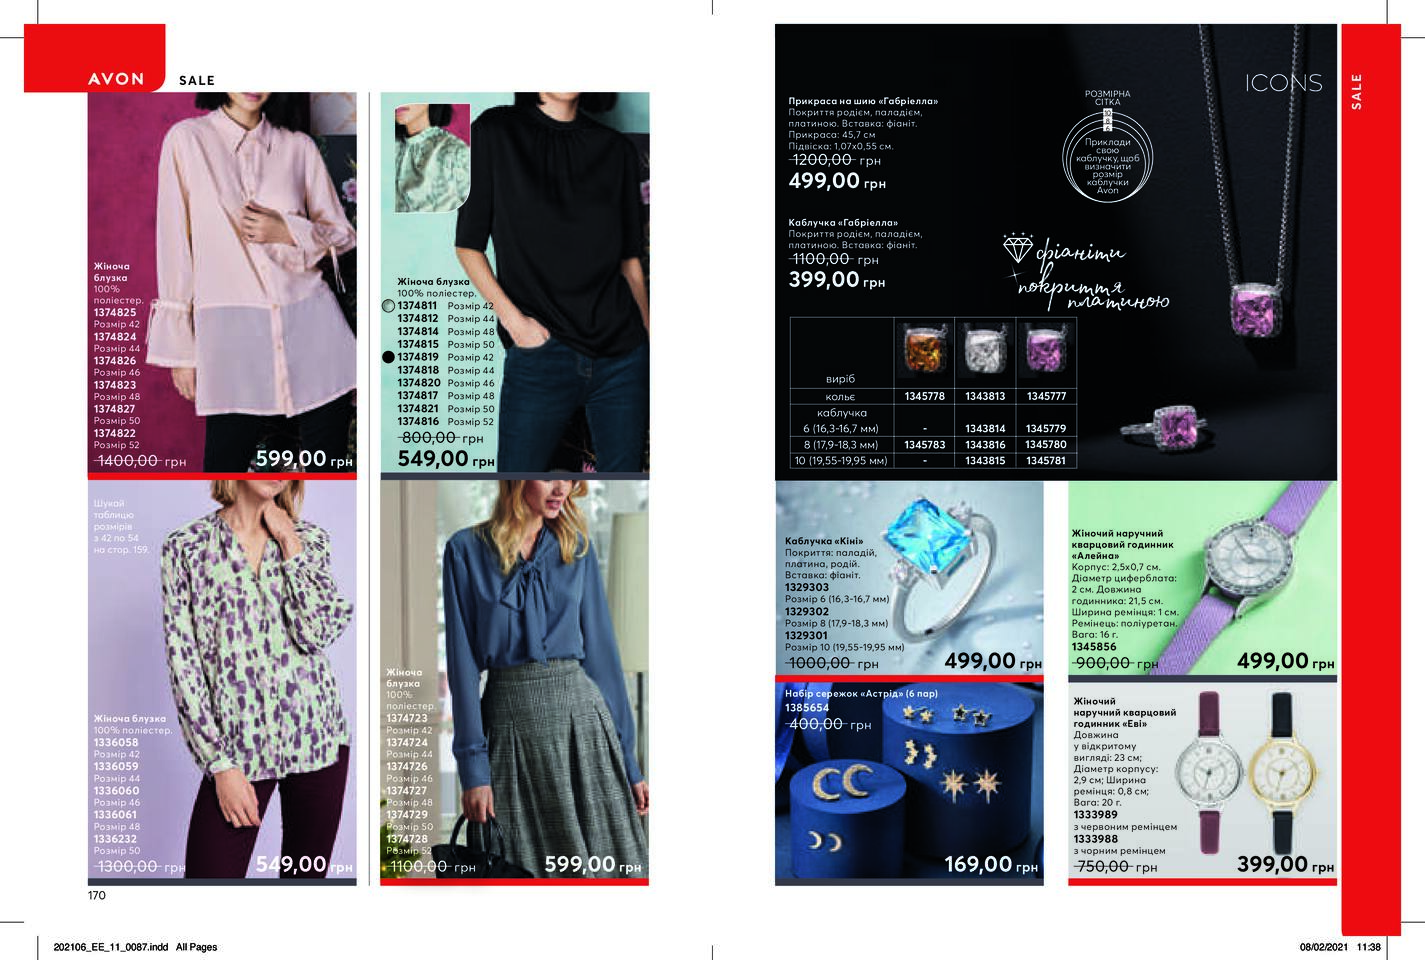 AVON
SALE
Жіноча
блузка
100%
поліестер.
1374825
Розмір 42
1374824
Розмір 44
1374826
Розмір 46
1374823
Розмір 48
1374827
Розмір 50
1374822
Розмір 52
1400,00 грн
599,00 грн
Жіноча блузка
100% поліестер.
1374811 Розмір 42
1374812 Розмір 44
1374814 Розмір 48
1374815 Розмір 50
1374819 Розмір 42
1374818 Розмір 44
1374820 Розмір 46
1374817 Розмір 48
1374821 Розмір 50
1374816 Розмір 52
800,00 грн
549,00 грн
Шукай
таблицю
розмірів
з 42 по 54
на стор. 159.
Жіноча блузка
100% поліестер.
1336058
Розмір 42
1336059
Розмір 44
1336060
Розмір 46
1336061
Розмір 48
1336232
Розмір 50
1300,00 грн
549,00 грн
Жіноча
блузка
100%
поліестер.
1374723
Розмір 42
1374724
Розмір 44
1374726
Розмір 46
1374727
Розмір 48
1374729
Розмір 50
1374728
Розмір 52
1100,00 грн
599,00 грн
170
ICONS
SALE
Прикраса на шию «Габріелла»
Покриття родієм, паладієм,
платиною. Вставка: фіаніт.
Прикраса: 45,7 см
Підвіска: 1,07х0,55 см.
1200,00 грн
499,00 грн
РОЗМІРНА
СІТКА
10
8
6
Приклади
свою
каблучку, щоб
визначити
розмір
каблучки
Avon
Каблучка «Габріелла»
Покриття родієм, паладієм,
платиною. Вставка: фіаніт.
1100,00 грн
399,00 грн
фіаніти
покриття
платиною
виріб
кольє 1345778 1343813 1345777
каблучка
6 (16,3-16,7 мм) - 1343814 1345779
8 (17,9-18,3 мм) 1345783 1343816 1345780
10 (19,55-19,95 мм) - 1343815 1345781
Каблучка «Кіні»
Покриття: паладій,
платина, родій.
Вставка: фіаніт.
1329303
Розмір 6 (16,3-16,7 мм)
1329302
Розмір 8 (17,9-18,3 мм)
1329301
Розмір 10 (19,55-19,95 мм)
1000,00 грн
499,00 грн
Жіночий наручний
кварцовий годинник
«Алейна»
Корпус: 2,5х0,7 см.
Діаметр циферблата:
2 см. Довжина
годинника: 21,5 см.
Ширина ремінця: 1 см.
Ремінець: поліуретан.
Вага: 16 г.
1345856
900,00 грн
499,00 грн
Набір сережок «Астрід» (6 пар)
1385654
400,00 грн
169,00 грн
Жіночий
наручний кварцовий
годинник «Еві»
Довжина
у відкритому
вигляді: 23 см;
Діаметр корпусу:
2,9 см; Ширина
ремінця: 0,8 см;
Вага: 20 г.
1333989
з червоним ремінцем
1333988
з чорним ремінцем
750,00 грн
399,00 грн
202106_EE_11_0087.indd All Pages
08/02/2021 11:38